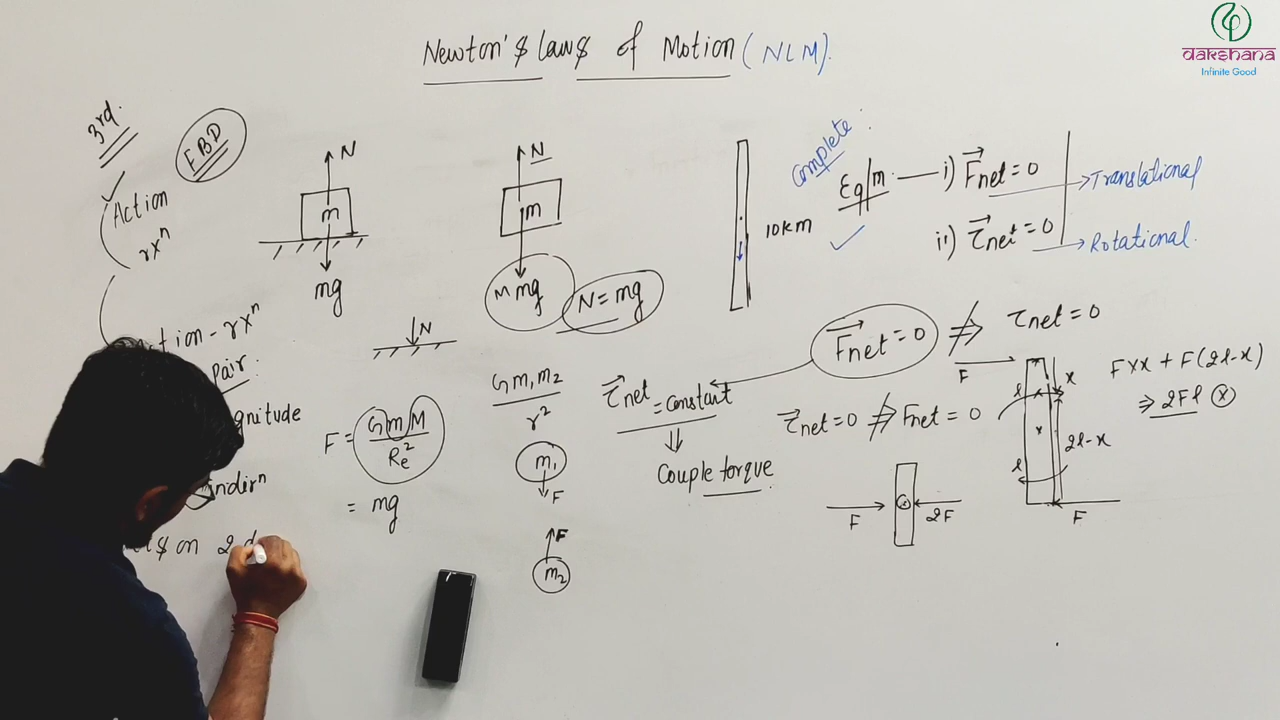 Newton's Laws of Motion (NLM).
dakshana
Infinite Good
3rd.
FBD
Action
rxⁿ
N
m
mg
N
m
mg
N = mg
N
10km
Complete :
Eq/m. — i) F⃗net = 0 → Translational
ii) τ⃗net = 0 → Rotational.
F⃗net = 0 ⇏ τnet = 0
- rxⁿ
Pair.
F = GmM / Re²
= mg
Gm₁m₂ / r²
m₁
F
F
m₂
τ⃗net = constant
⇓
Couple torque
τ⃗net = 0 ⇏ Fnet = 0
F
2F
F
l
x
x
x
2l-x
l
F
F×x + F(2l-x)
⇒ 2Fl ⊗
on 2